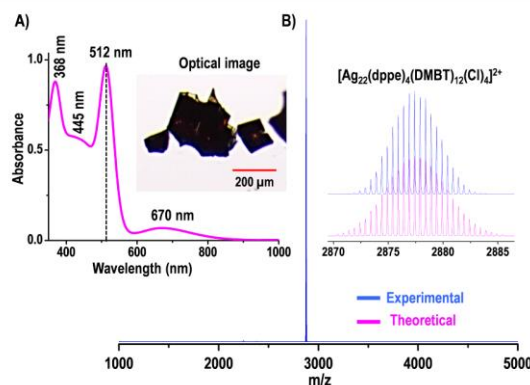 A)
368 nm
445 nm
512 nm
670 nm
Optical image
200 µm
Absorbance
1.0
0.5
0.0
400 600 800 1000
Wavelength (nm)
B)
[Ag22(dppe)4(DMBT)12(Cl)4]2+
2870 2875 2880 2885
Experimental
Theoretical
1000 2000 3000 4000 5000
m/z